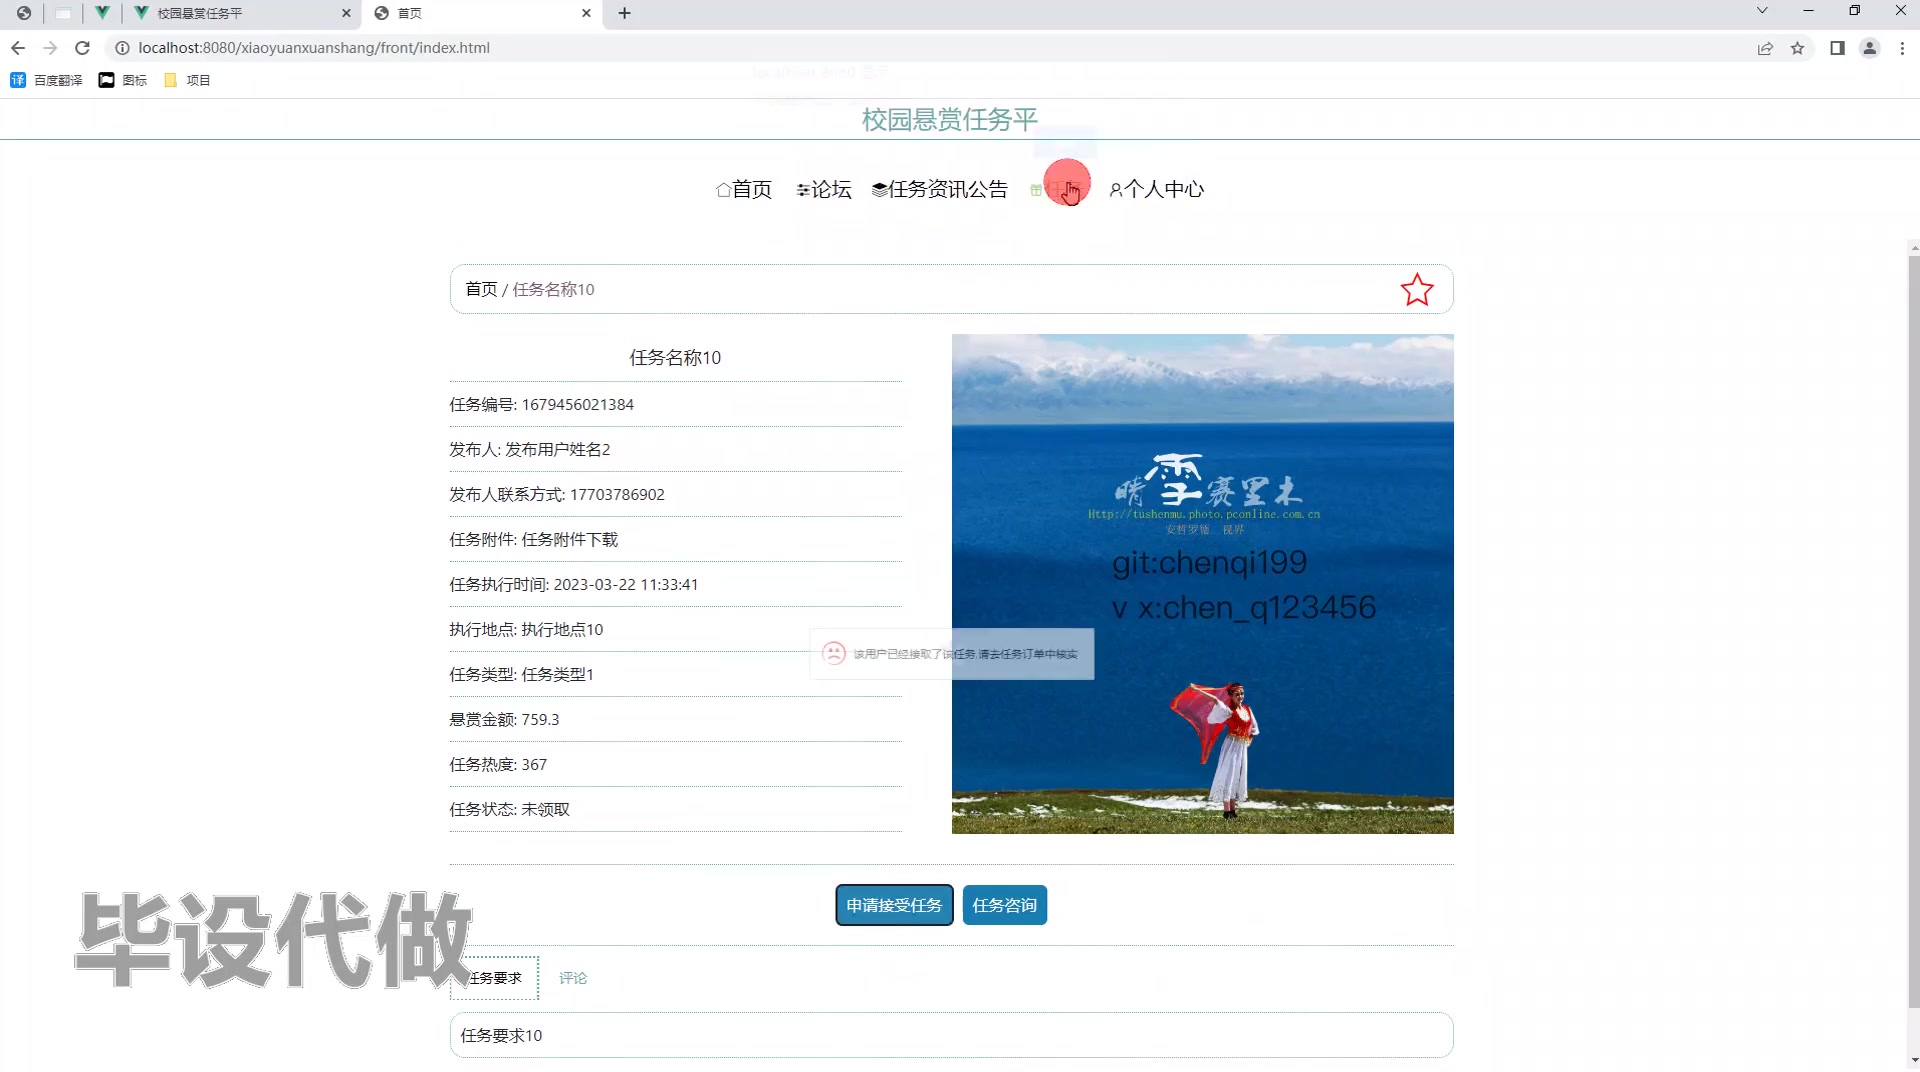 校园悬赏任务平
首页
localhost:8080/xiaoyuanxuanshang/front/index.html
百度翻译
图标
项目
校园悬赏任务平
首页
论坛
任务资讯公告
任务
个人中心
首页 / 任务名称10
任务名称10
任务编号: 1679456021384
发布人: 发布用户姓名2
发布人联系方式: 17703786902
任务附件: 任务附件下载
任务执行时间: 2023-03-22 11:33:41
执行地点: 执行地点10
任务类型: 任务类型1
悬赏金额: 759.3
任务热度: 367
任务状态: 未领取
晴雪赛里木
Http://tushenmu.photo.pconline.com.cn
git:chenqi199
v x:chen_q123456
该用户已经接取了该任务,请去任务订单中核实
申请接受任务
任务咨询
毕设代做
任务要求
评论
任务要求10